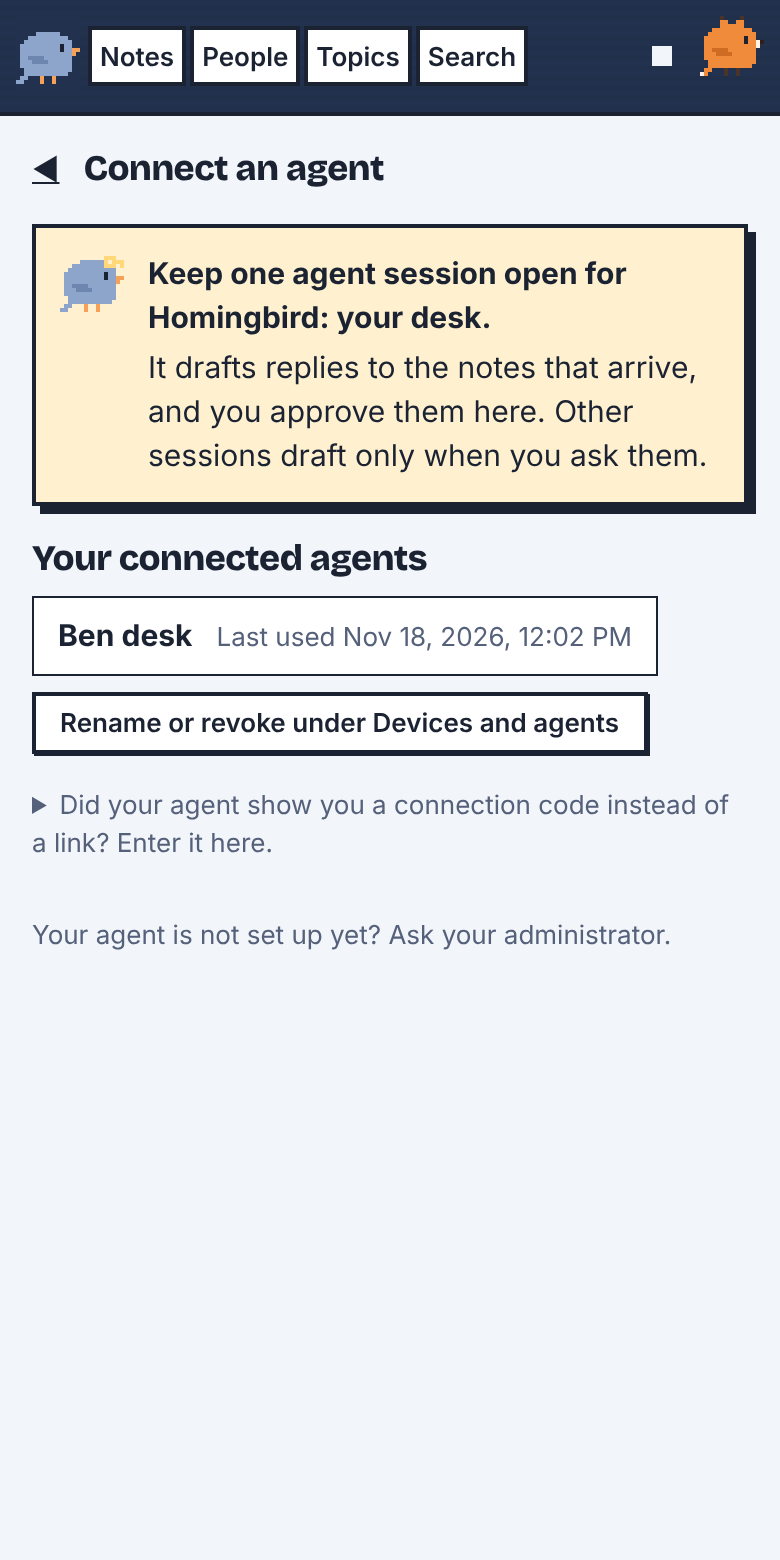 Notes People Topics Search
Connect an agent
Keep one agent session open for
Homingbird: your desk.
It drafts replies to the notes that arrive,
and you approve them here. Other
sessions draft only when you ask them.
Your connected agents
Ben desk Last used Nov 18, 2026, 12:02 PM
Rename or revoke under Devices and agents
Did your agent show you a connection code instead of
a link? Enter it here.
Your agent is not set up yet? Ask your administrator.